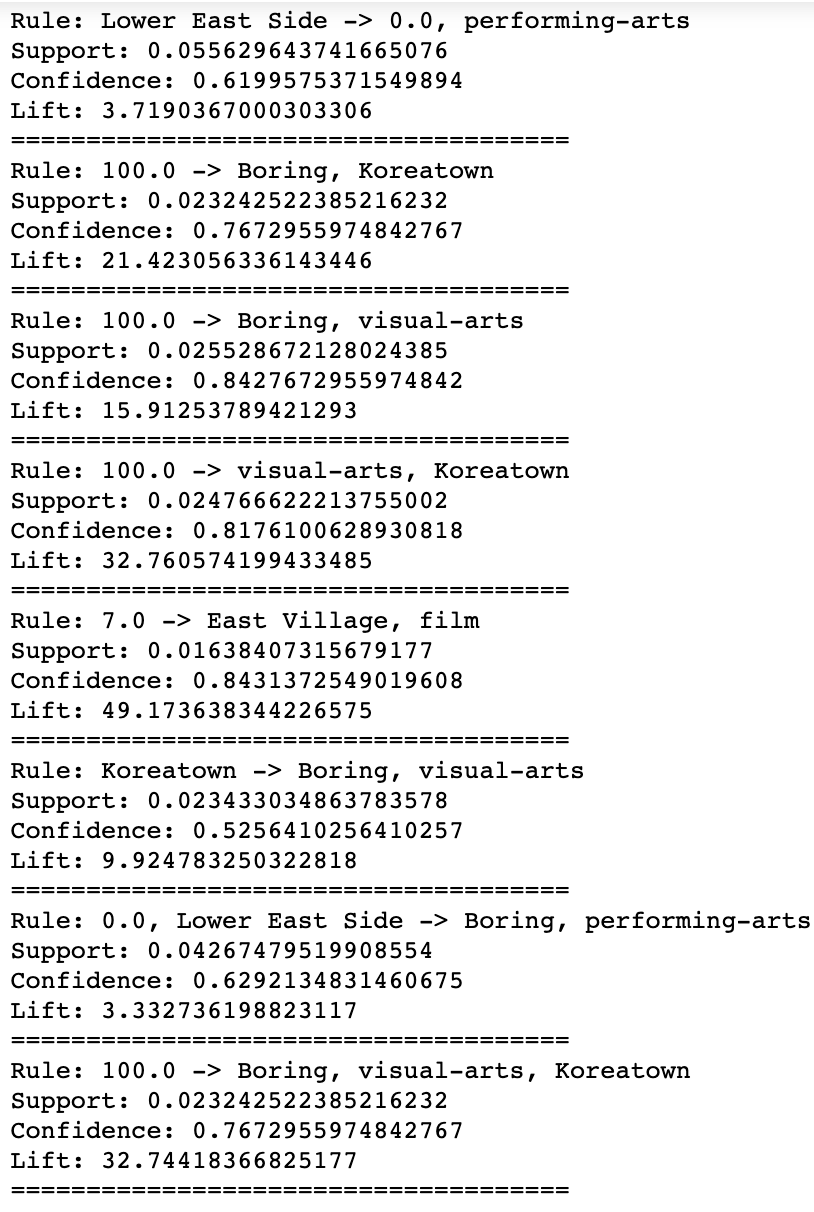 Rule: Lower East Side -> 0.0, performing-arts
Support: 0.055629643741665076
Confidence: 0.6199575371549894
Lift: 3.7190367000303306
=====================================
Rule: 100.0 -> Boring, Koreatown
Support: 0.023242522385216232
Confidence: 0.7672955974842767
Lift: 21.423056336143446
=====================================
Rule: 100.0 -> Boring, visual-arts
Support: 0.025528672128024385
Confidence: 0.8427672955974842
Lift: 15.91253789421293
=====================================
Rule: 100.0 -> visual-arts, Koreatown
Support: 0.024766622213755002
Confidence: 0.8176100628930818
Lift: 32.760574199433485
=====================================
Rule: 7.0 -> East Village, film
Support: 0.01638407315679177
Confidence: 0.8431372549019608
Lift: 49.173638344226575
=====================================
Rule: Koreatown -> Boring, visual-arts
Support: 0.023433034863783578
Confidence: 0.5256410256410257
Lift: 9.924783250322818
=====================================
Rule: 0.0, Lower East Side -> Boring, performing-arts
Support: 0.04267479519908554
Confidence: 0.6292134831460675
Lift: 3.332736198823117
=====================================
Rule: 100.0 -> Boring, visual-arts, Koreatown
Support: 0.023242522385216232
Confidence: 0.7672955974842767
Lift: 32.74418366825177
=====================================